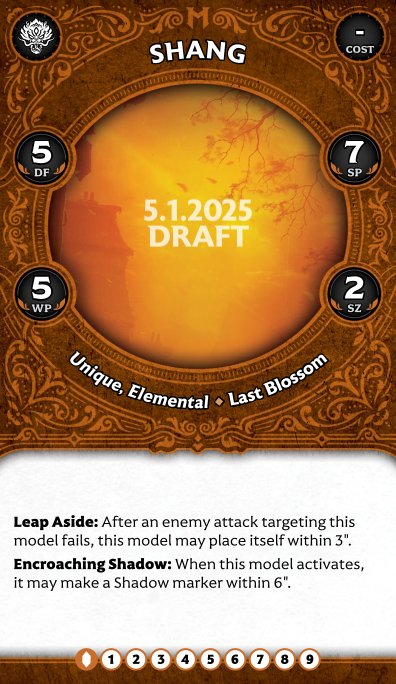 SHANG
-
COST
5
DF
7
SP
5.1.2025
DRAFT
5
WP
2
SZ
Unique, Elemental ◆ Last Blossom
Leap Aside: After an enemy attack targeting this
model fails, this model may place itself within 3".
Encroaching Shadow: When this model activates,
it may make a Shadow marker within 6".
1 2 3 4 5 6 7 8 9